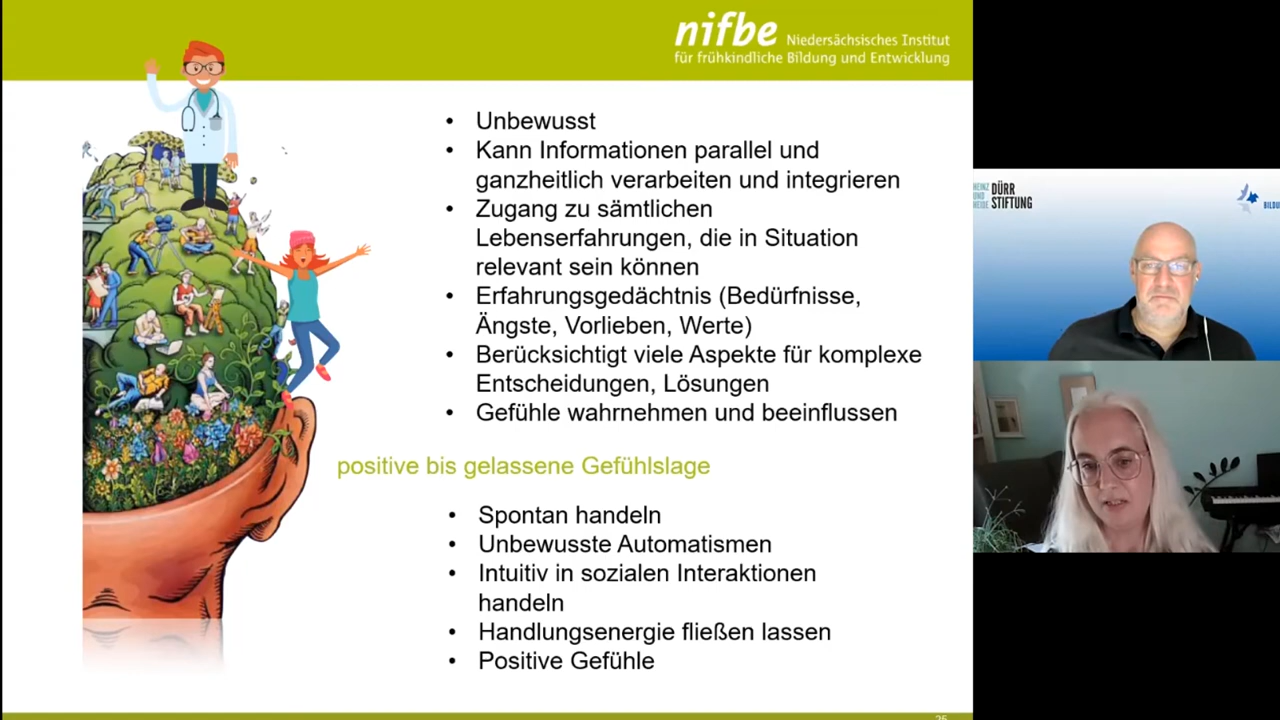 nifbe Niedersächsisches Institut
für frühkindliche Bildung und Entwicklung
• Unbewusst
• Kann Informationen parallel und
ganzheitlich verarbeiten und integrieren
• Zugang zu sämtlichen
Lebenserfahrungen, die in Situation
relevant sein können
• Erfahrungsgedächtnis (Bedürfnisse,
Ängste, Vorlieben, Werte)
• Berücksichtigt viele Aspekte für komplexe
Entscheidungen, Lösungen
• Gefühle wahrnehmen und beeinflussen
positive bis gelassene Gefühlslage
• Spontan handeln
• Unbewusste Automatismen
• Intuitiv in sozialen Interaktionen
handeln
• Handlungsenergie fließen lassen
• Positive Gefühle
HEINZ
UND
HEIDE
DÜRR
STIFTUNG